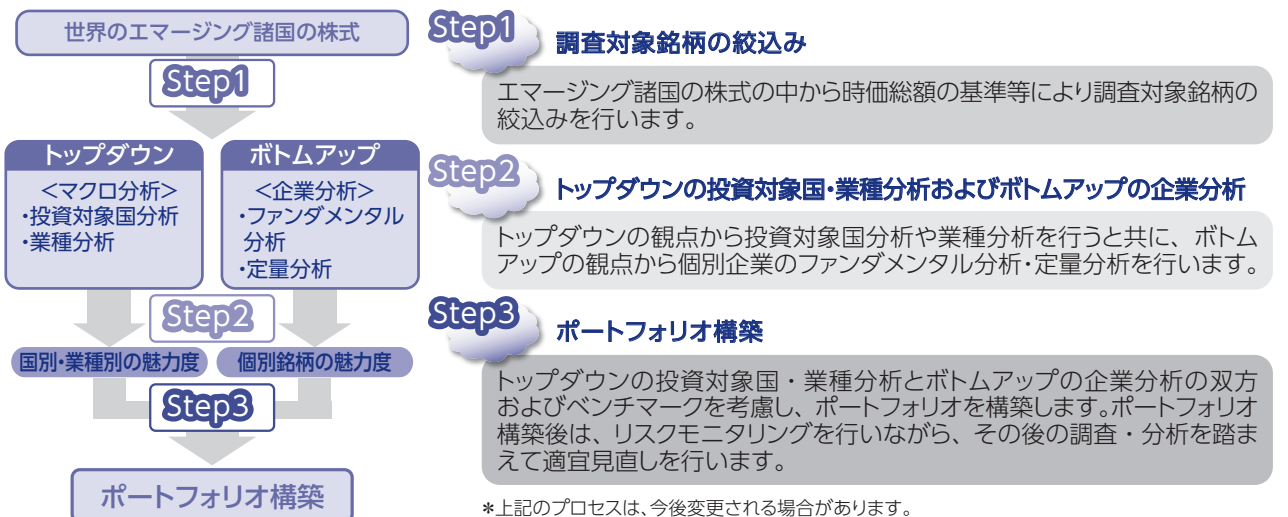 世界のエマージング諸国の株式
Step1
トップダウン
<マクロ分析>
・投資対象国分析
・業種分析
ボトムアップ
<企業分析>
・ファンダメンタル
分析
・定量分析
Step2
国別・業種別の魅力度
個別銘柄の魅力度
Step3
ポートフォリオ構築
Step1
調査対象銘柄の絞込み
エマージング諸国の株式の中から時価総額の基準等により調査対象銘柄の
絞込みを行います。
Step2
トップダウンの投資対象国・業種分析およびボトムアップの企業分析
トップダウンの観点から投資対象国分析や業種分析を行うと共に、ボトム
アップの観点から個別企業のファンダメンタル分析・定量分析を行います。
Step3
ポートフォリオ構築
トップダウンの投資対象国・業種分析とボトムアップの企業分析の双方
およびベンチマークを考慮し、ポートフォリオを構築します。ポートフォリオ
構築後は、リスクモニタリングを行いながら、その後の調査・分析を踏ま
えて適宜見直しを行います。
*上記のプロセスは、今後変更される場合があります。